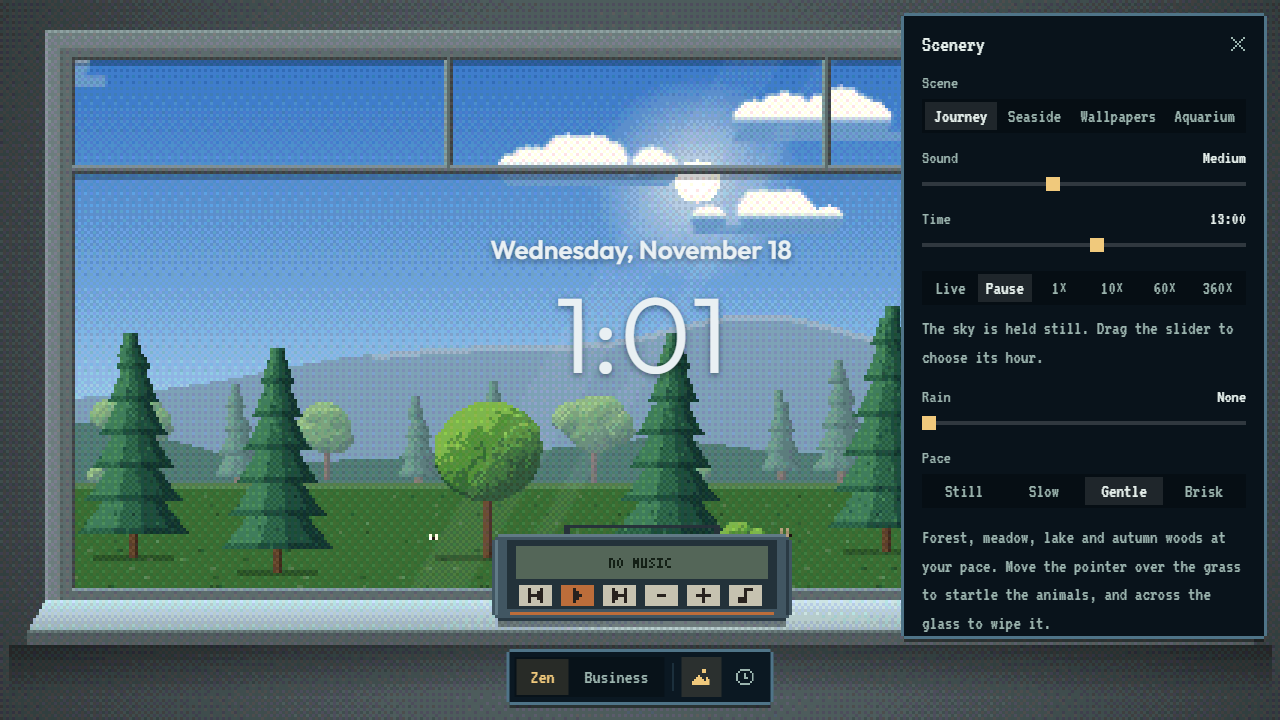 Scenery
Scene
Journey Seaside Wallpapers Aquarium
Sound Medium
Time 13:00
Live Pause 1X 10X 60X 360X
The sky is held still. Drag the slider to
choose its hour.
Rain None
Pace
Still Slow Gentle Brisk
Forest, meadow, lake and autumn woods at
your pace. Move the pointer over the grass
to startle the animals, and across the
glass to wipe it.
Wednesday, November 18
1:01
NO MUSIC
Zen Business